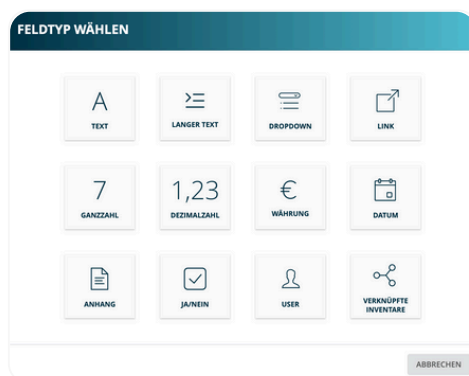 FELDTYP WÄHLEN
A
TEXT
LANGER TEXT
DROPDOWN
LINK
7
GANZZAHL
1,23
DEZIMALZAHL
€
WÄHRUNG
DATUM
ANHANG
JA/NEIN
USER
VERKNÜPFTE
INVENTARE
ABBRECHEN